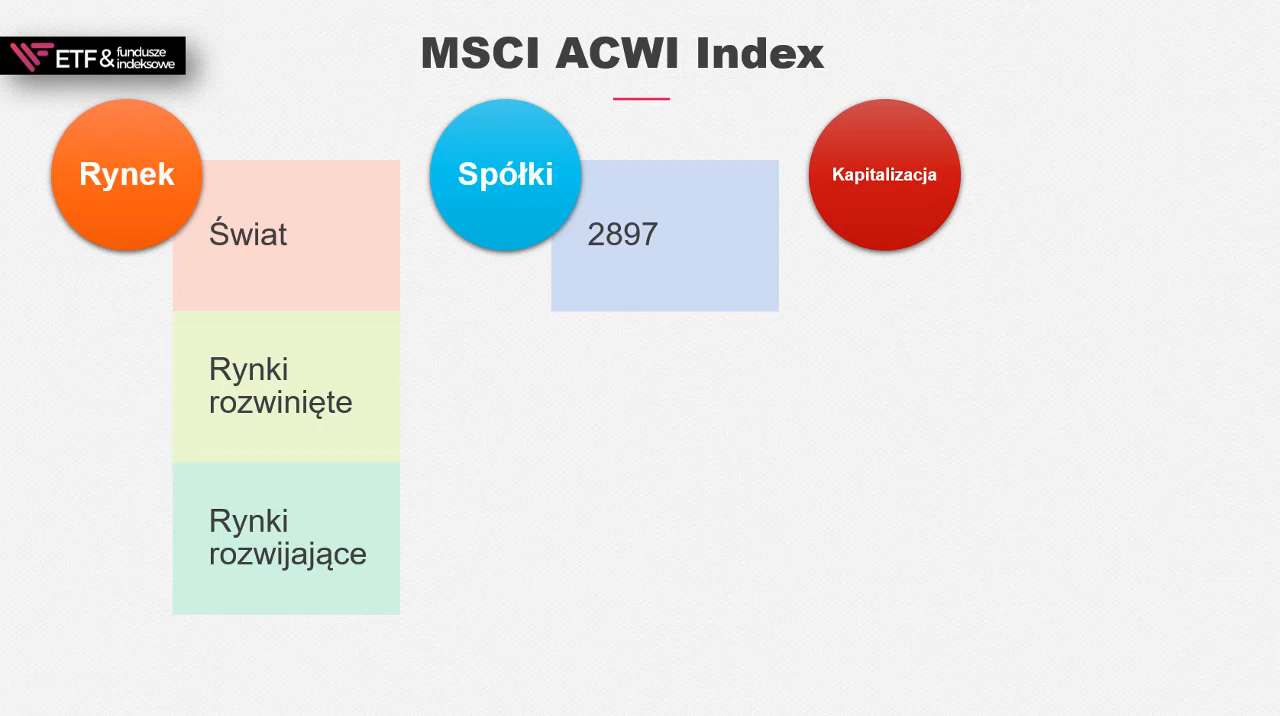 ETF & fundusze
indeksowe
MSCI ACWI Index
Rynek
Świat
Rynki
rozwinięte
Rynki
rozwijające
Spółki
2897
Kapitalizacja